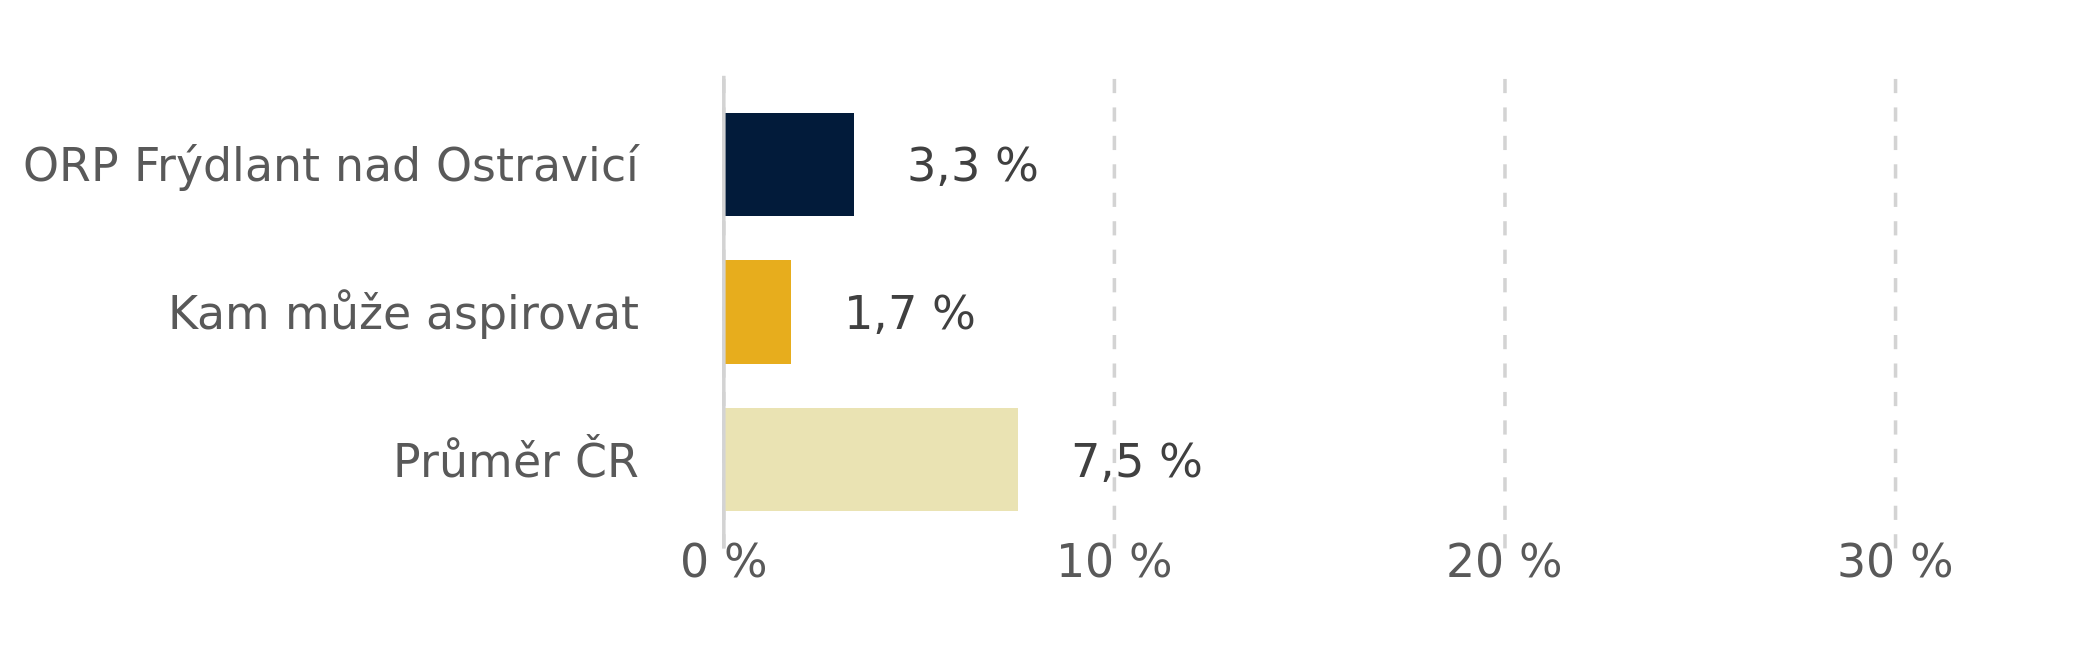 ORP Frýdlant nad Ostravicí 3,3 %
Kam může aspirovat 1,7 %
Průměr ČR 7,5 %
0 % 10 % 20 % 30 %